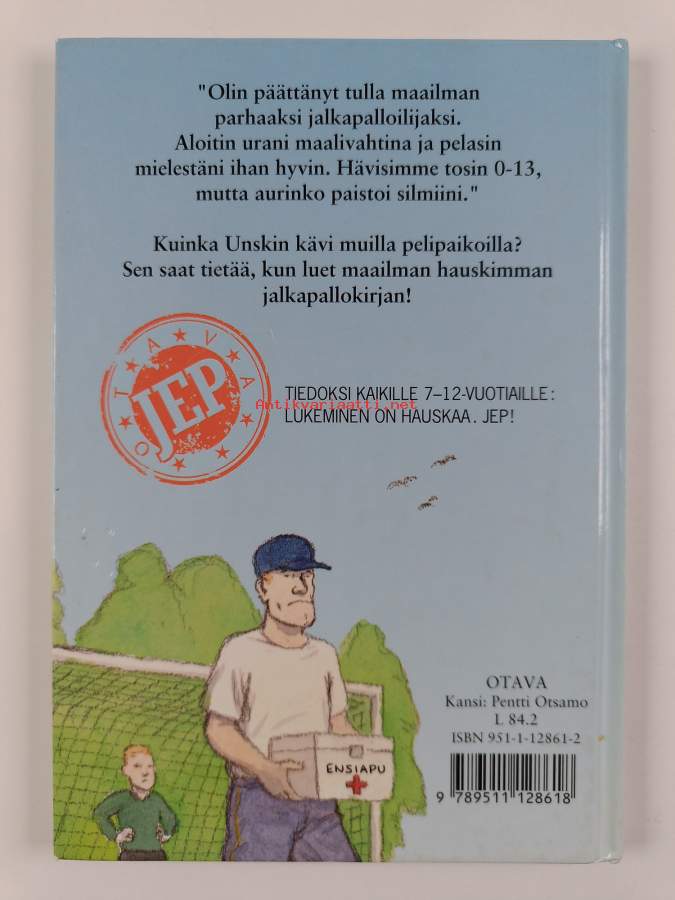 "Olin päättänyt tulla maailman
parhaaksi jalkapalloilijaksi.
Aloitin urani maalivahtina ja pelasin
mielestäni ihan hyvin. Hävisimme tosin 0-13,
mutta aurinko paistoi silmiini."
Kuinka Unskin kävi muilla pelipaikoilla?
Sen saat tietää, kun luet maailman hauskimman
jalkapallokirjan!
OTAVA
JEP
TIEDOKSI KAIKILLE 7–12-VUOTIAILLE:
Antikvariaatti.net
LUKEMINEN ON HAUSKAA. JEP!
ENSIAPU
OTAVA
Kansi: Pentti Otsamo
L 84.2
ISBN 951-1-12861-2
9 789511 128618